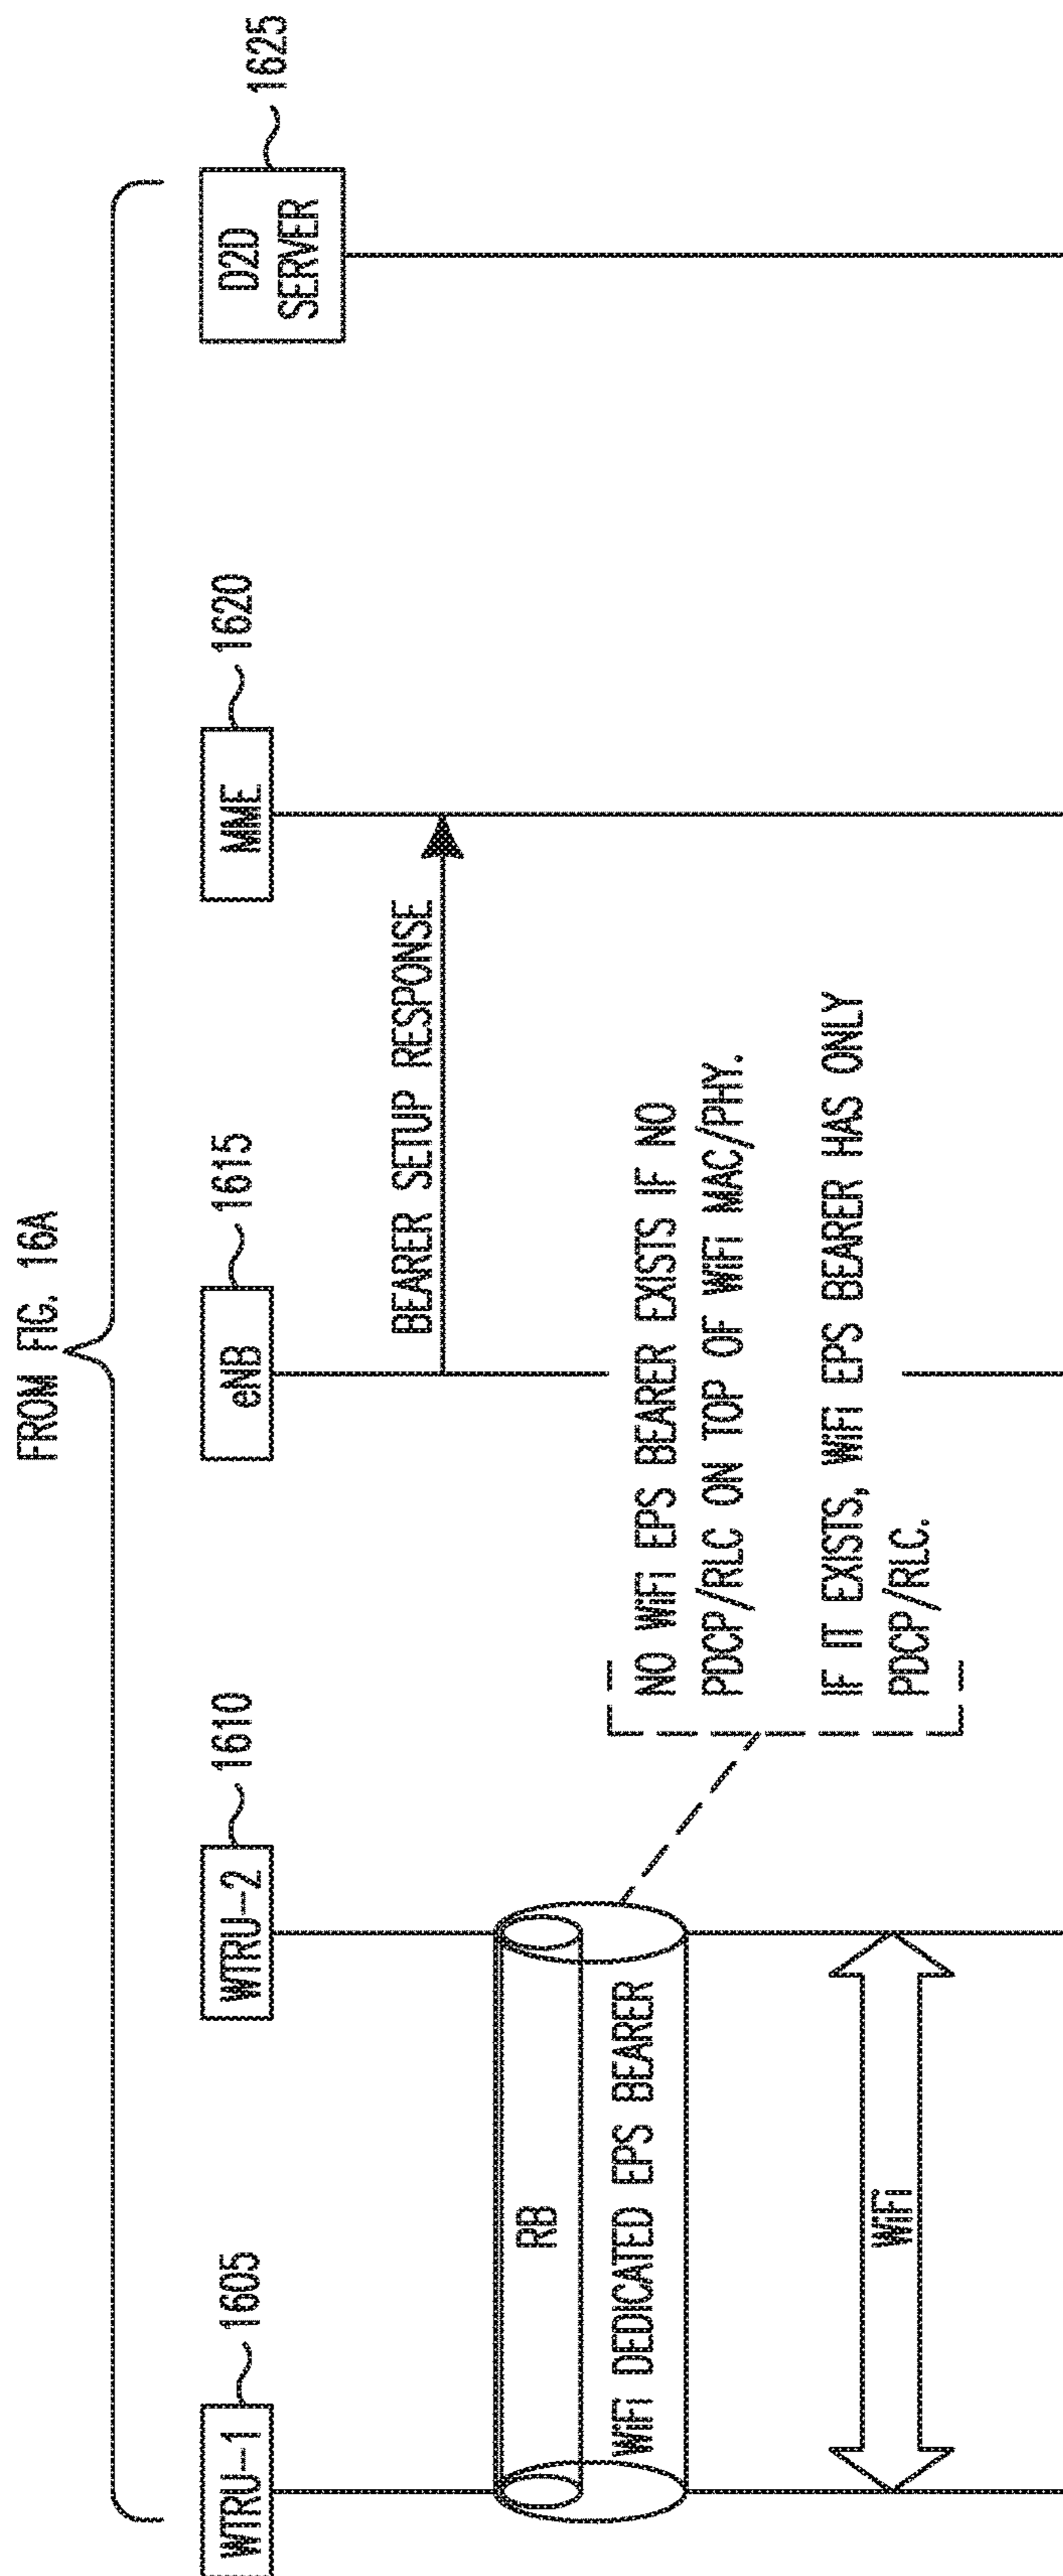 FROM FIG. 16A
WTRU-1
1605
WTRU-2
1610
eNB
1615
MME
1620
D2D
SERVER
1625
BEARER SETUP RESPONSE
RB
WiFi DEDICATED EPS BEARER
NO WiFi EPS BEARER EXISTS IF NO
PDCP/RLC ON TOP OF WiFi MAC/PHY.
IF IT EXISTS, WiFi EPS BEARER HAS ONLY
PDCP/RLC.
WiFi